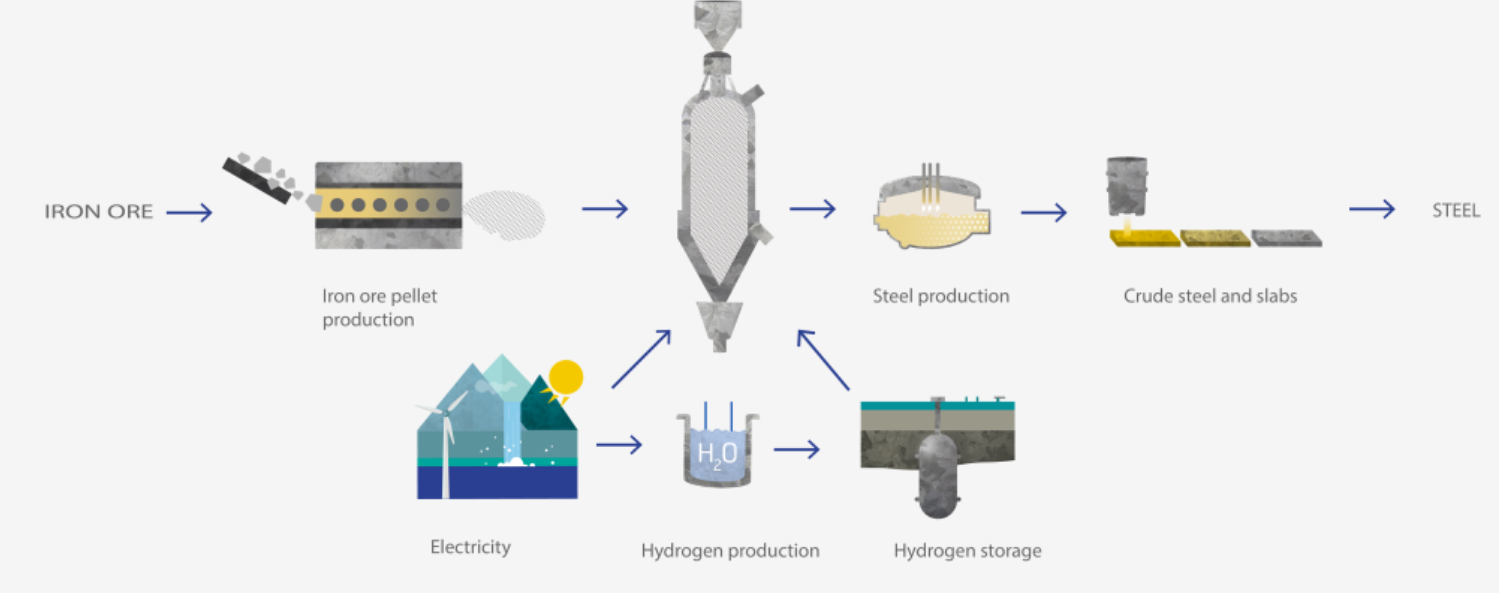 IRON ORE
STEEL
Iron ore pellet
production
Steel production
Crude steel and slabs
H2O
Electricity
Hydrogen production
Hydrogen storage